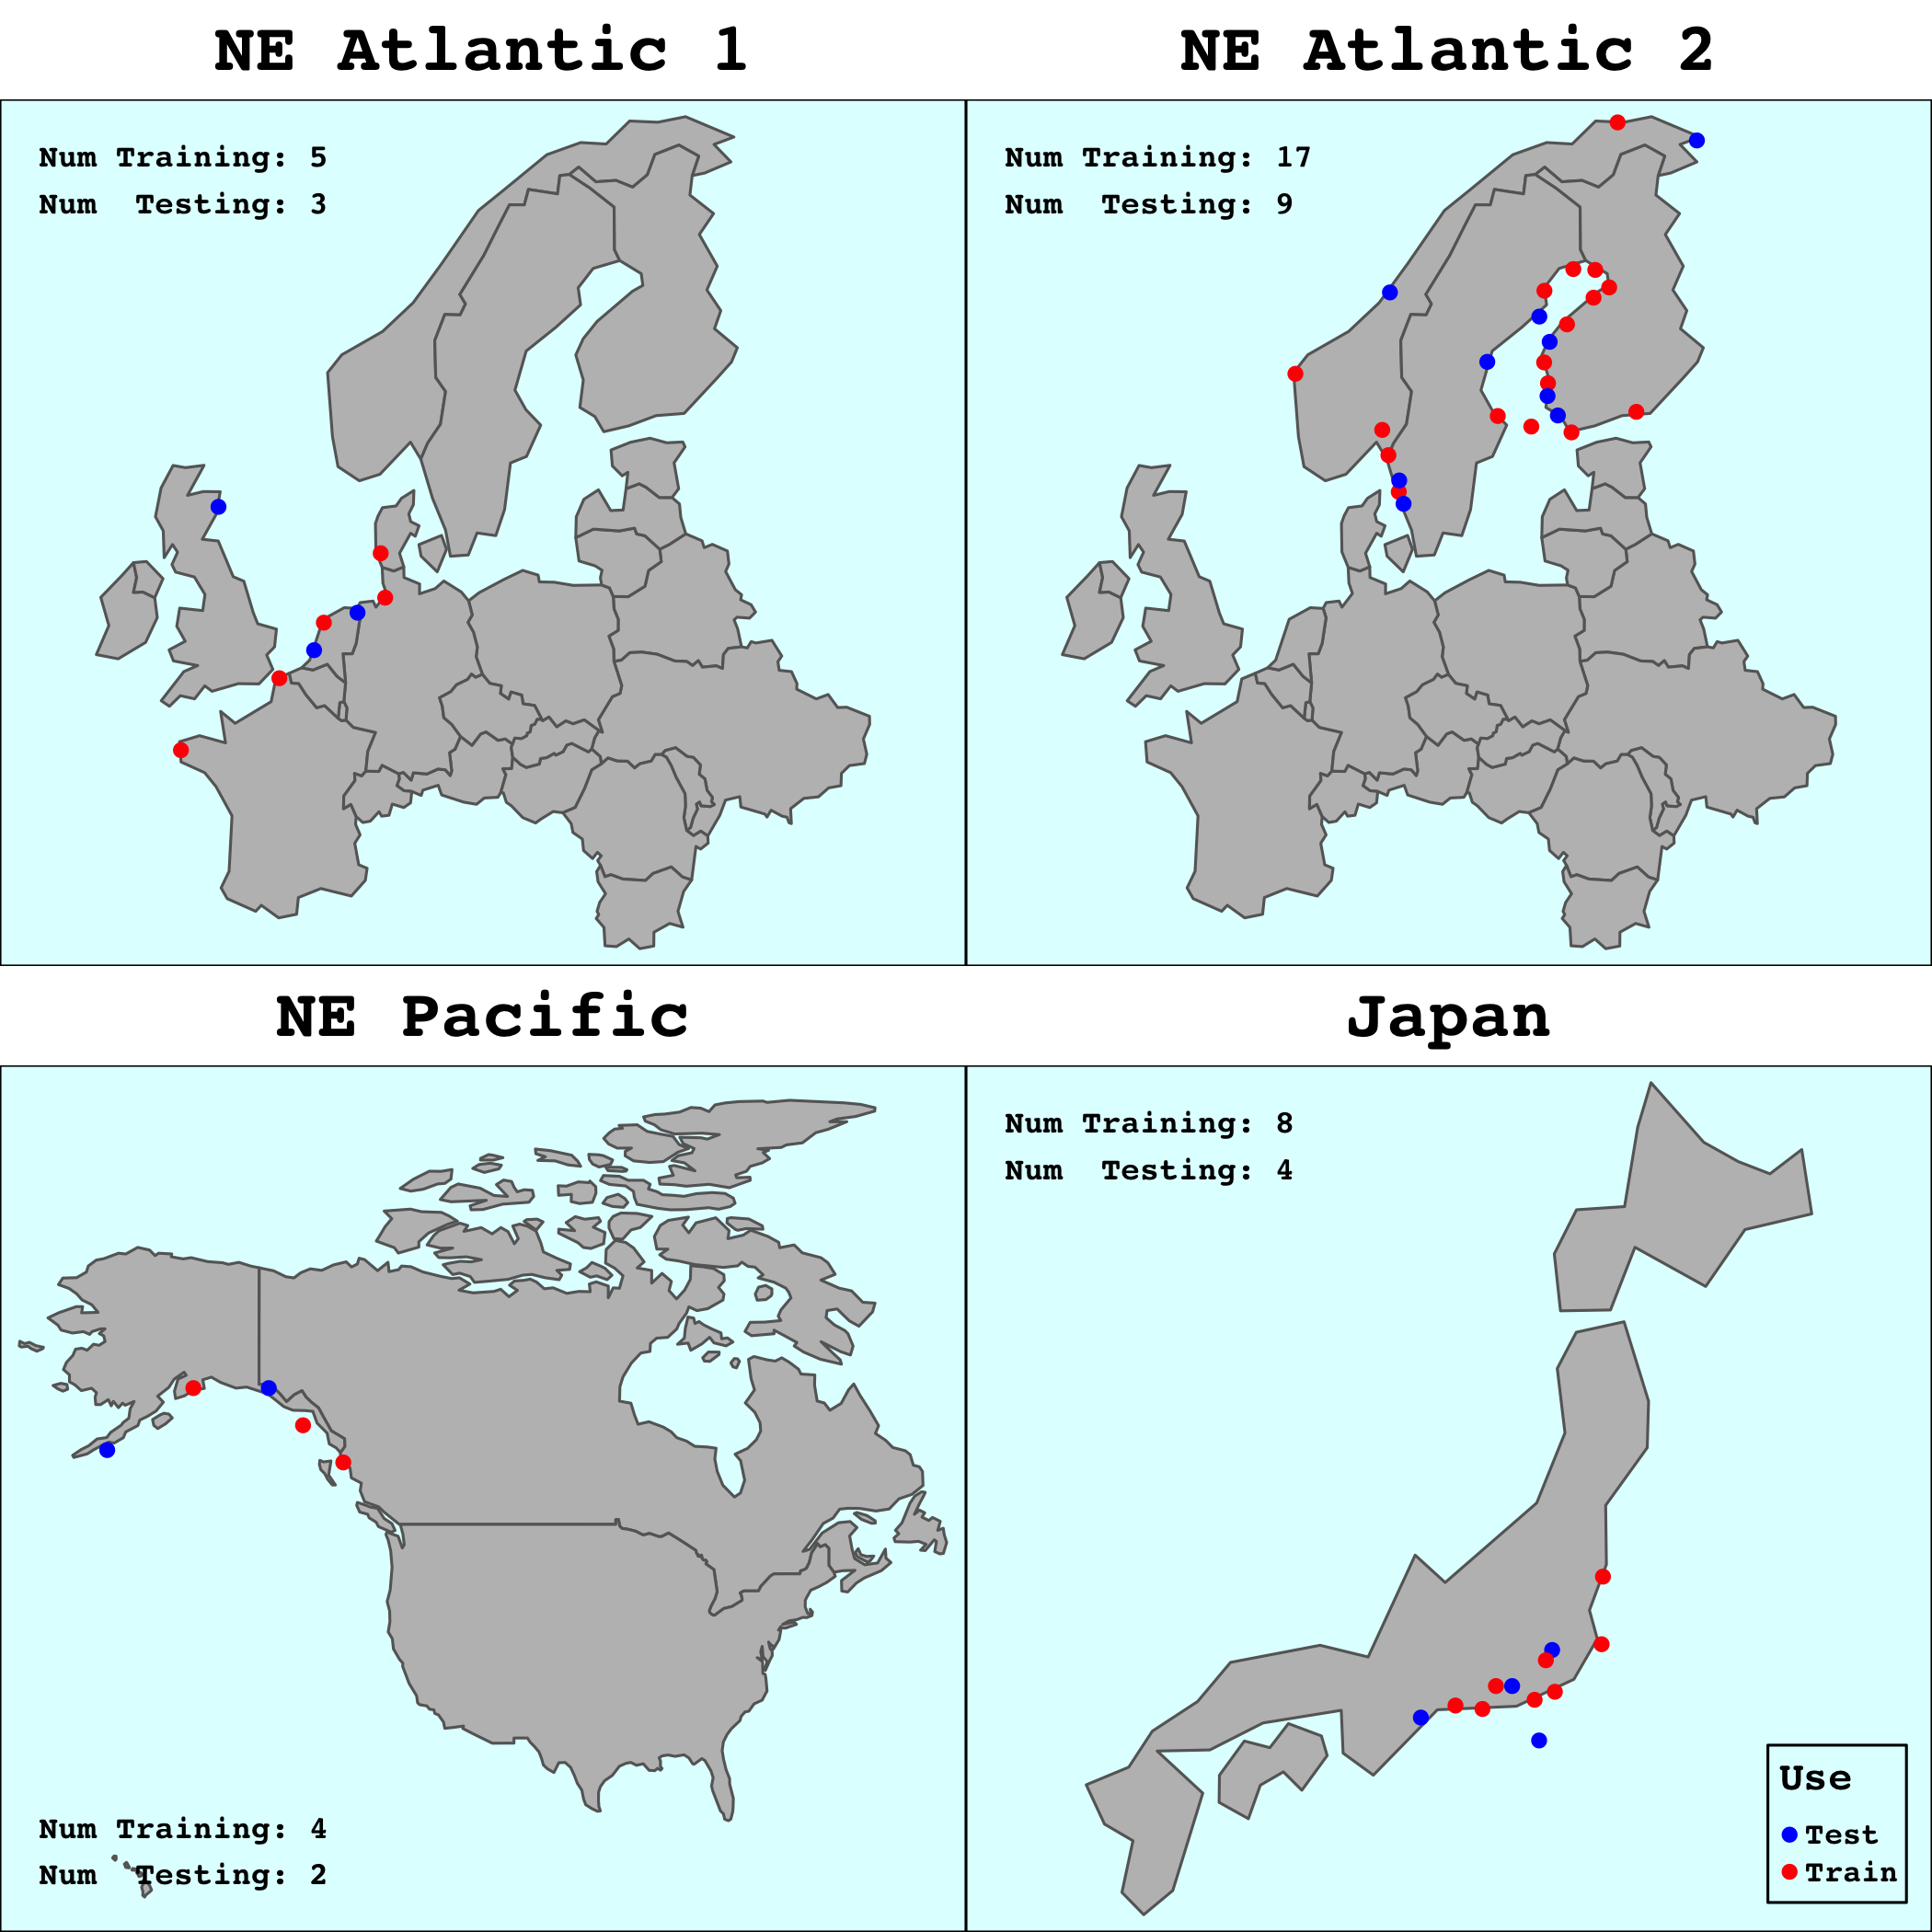 NE Atlantic 1
Num Training: 5
Num  Testing: 3
NE Atlantic 2
Num Training: 17
Num  Testing: 9
NE Pacific
Num Training: 4
Num  Testing: 2
Japan
Num Training: 8
Num  Testing: 4
Use
Test
Train